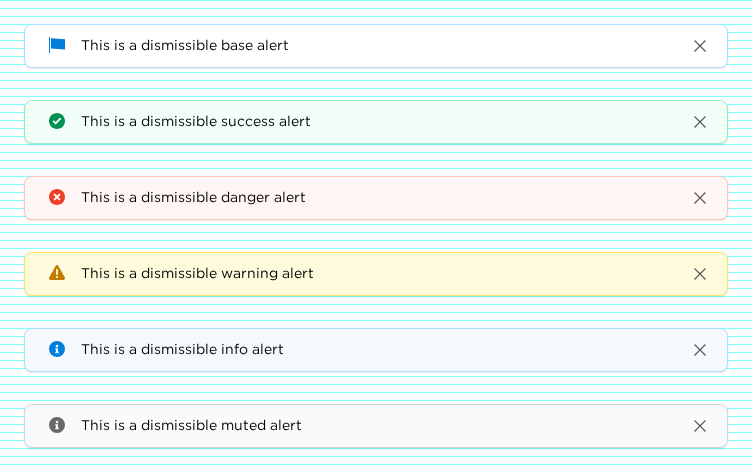 This is a dismissible base alert
This is a dismissible success alert
This is a dismissible danger alert
This is a dismissible warning alert
This is a dismissible info alert
This is a dismissible muted alert